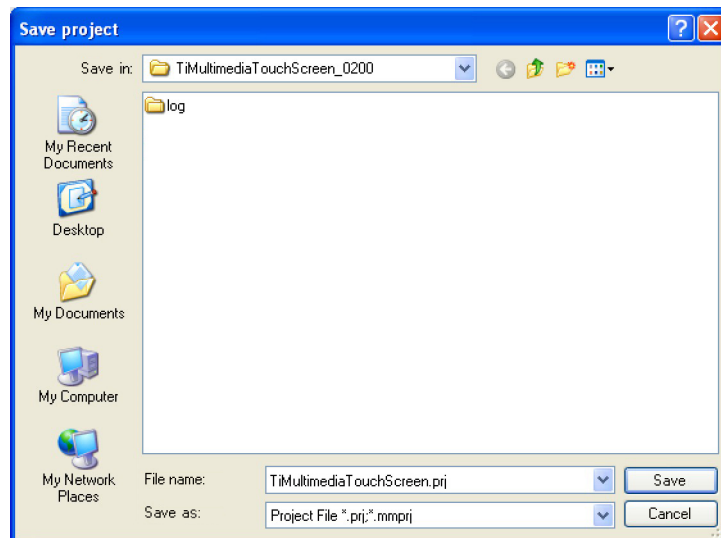 Save project
Save in:
TiMultimediaTouchScreen_0200
log
My Recent
Documents
Desktop
My Documents
My Computer
My Network
Places
File name:
TiMultimediaTouchScreen.prj
Save
Save as:
Project File *.prj;*.mmprj
Cancel